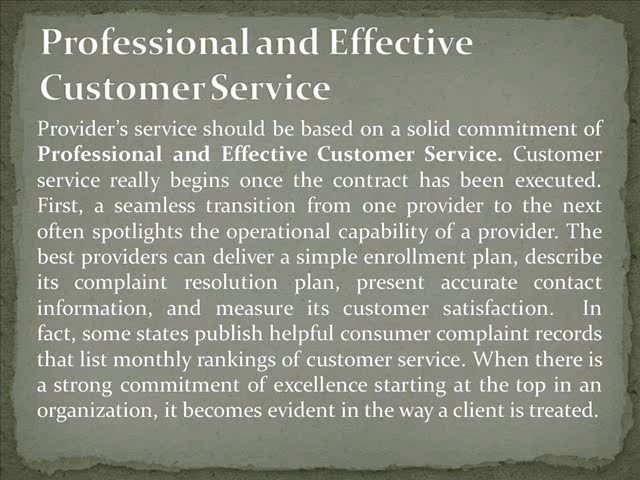 Professional and Effective
Customer Service
Provider’s service should be based on a solid commitment of
Professional and Effective Customer Service. Customer
service really begins once the contract has been executed.
First, a seamless transition from one provider to the next
often spotlights the operational capability of a provider. The
best providers can deliver a simple enrollment plan, describe
its complaint resolution plan, present accurate contact
information, and measure its customer satisfaction. In
fact, some states publish helpful consumer complaint records
that list monthly rankings of customer service. When there is
a strong commitment of excellence starting at the top in an
organization, it becomes evident in the way a client is treated.